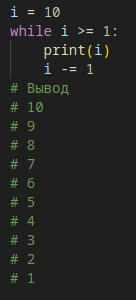 i = 10
while i >= 1:
    print(i)
    i -= 1
# Вывод
# 10
# 9
# 8
# 7
# 6
# 5
# 4
# 3
# 2
# 1